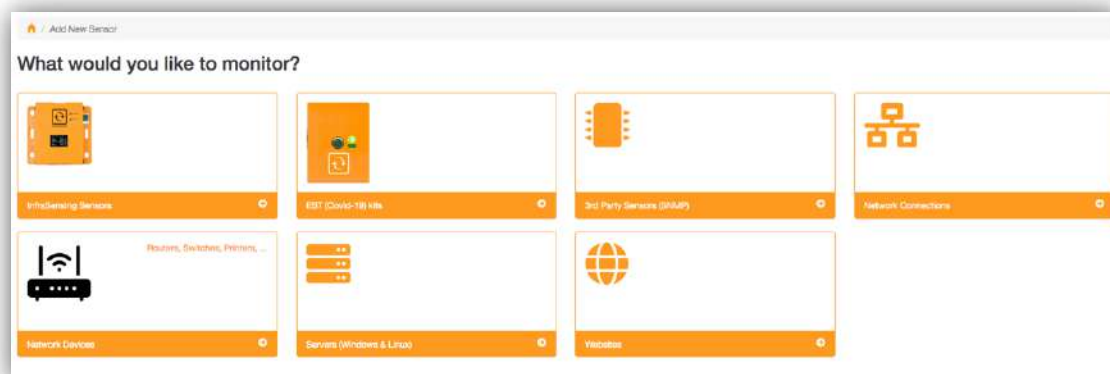 / Add New Sensor
What would you like to monitor?
InfraSensing Sensors
EST (Covid-19) kits
3rd Party Sensors (SNMP)
Network Connections
Routers, Switches, Printers, ...
Network Devices
Servers (Windows & Linux)
Websites